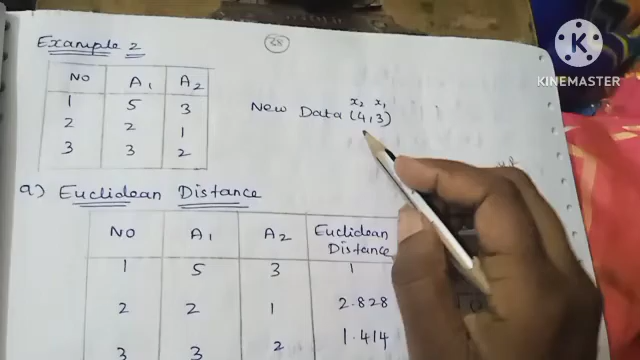 Example 2
38
NO A1 A2
1 5 3
2 2 1
3 3 2
x2 x1
New Data (4,3)
KINEMASTER
a) Euclidean Distance
NO A1 A2 Euclidean Distance
1 5 3 1
2 2 1 2.828
3 3 2 1.414